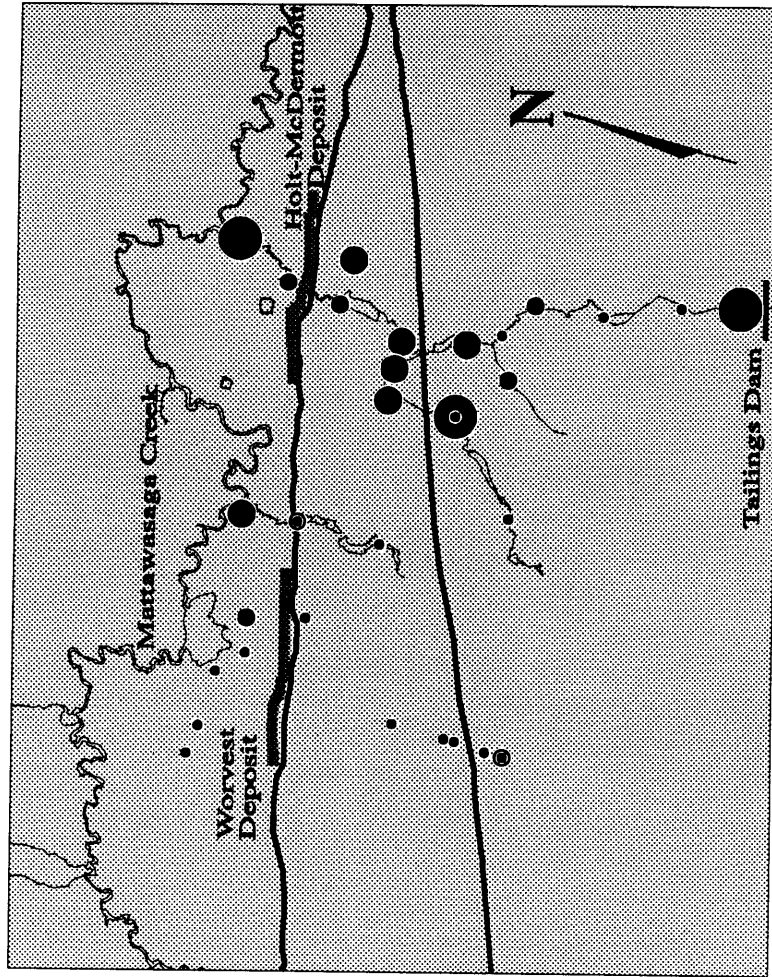 Holt-McDermott
Deposit
N
Mattawasaga Creek
Tailings Dam
Worvest
Deposit